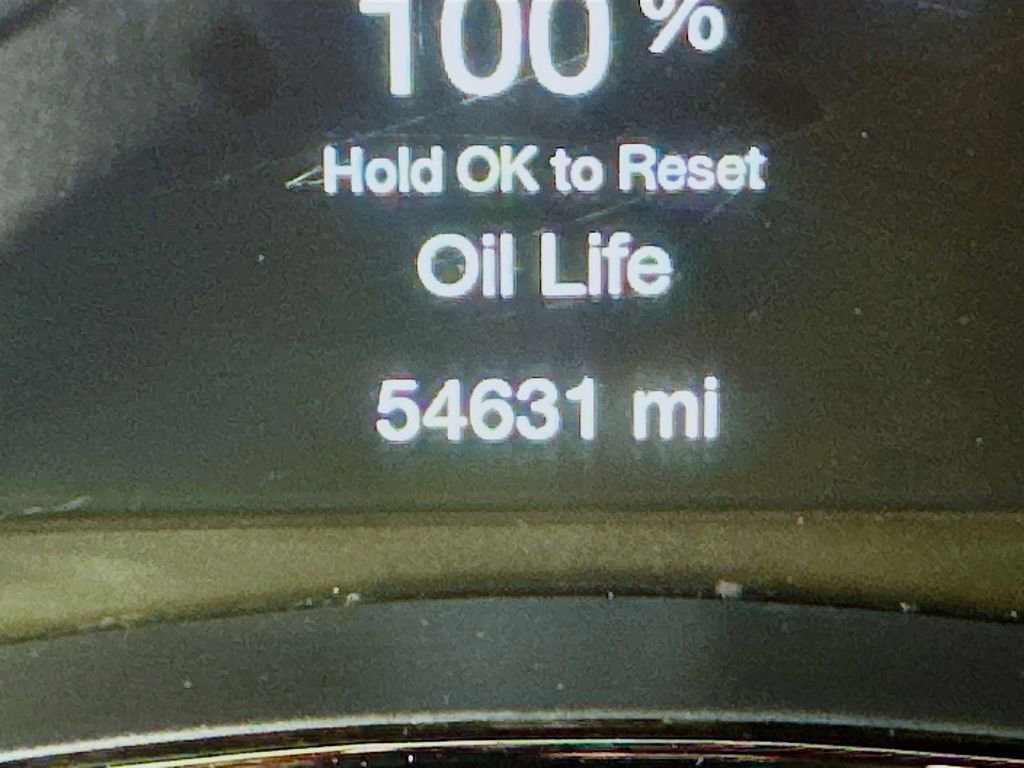 100%
Hold OK to Reset
Oil Life
54631 mi